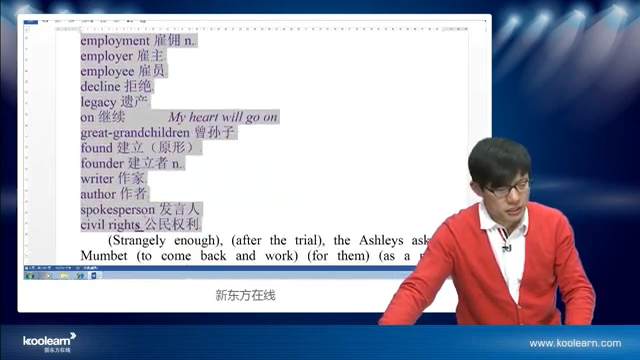 employment 雇佣 n.
employer 雇主
employee 雇员
decline 拒绝
legacy 遗产
on 继续 My heart will go on
great-grandchildren 曾孙子
found 建立（原形）
founder 建立者 n.
writer 作家
author 作者
spokesperson 发言人
civil rights 公民权利
(Strangely enough), (after the trial), the Ashleys ask
Mumbet (to come back and work) (for them) (as a
新东方在线
koolearn
新东方在线
www.koolearn.com